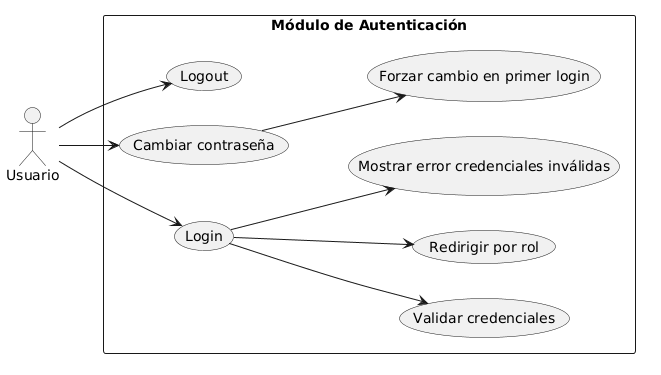 Módulo de Autenticación
Logout
Forzar cambio en primer login
Cambiar contraseña
Usuario
Mostrar error credenciales inválidas
Login
Redirigir por rol
Validar credenciales